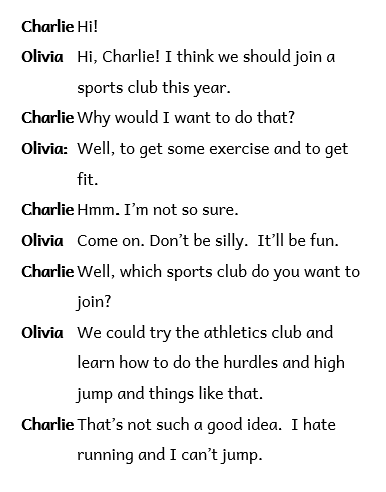 Charlie Hi!
Olivia Hi, Charlie! I think we should join a
sports club this year.
Charlie Why would I want to do that?
Olivia: Well, to get some exercise and to get
fit.
Charlie Hmm. I'm not so sure.
Olivia Come on. Don't be silly.  It'll be fun.
Charlie Well, which sports club do you want to
join?
Olivia We could try the athletics club and
learn how to do the hurdles and high
jump and things like that.
Charlie That's not such a good idea.  I hate
running and I can't jump.